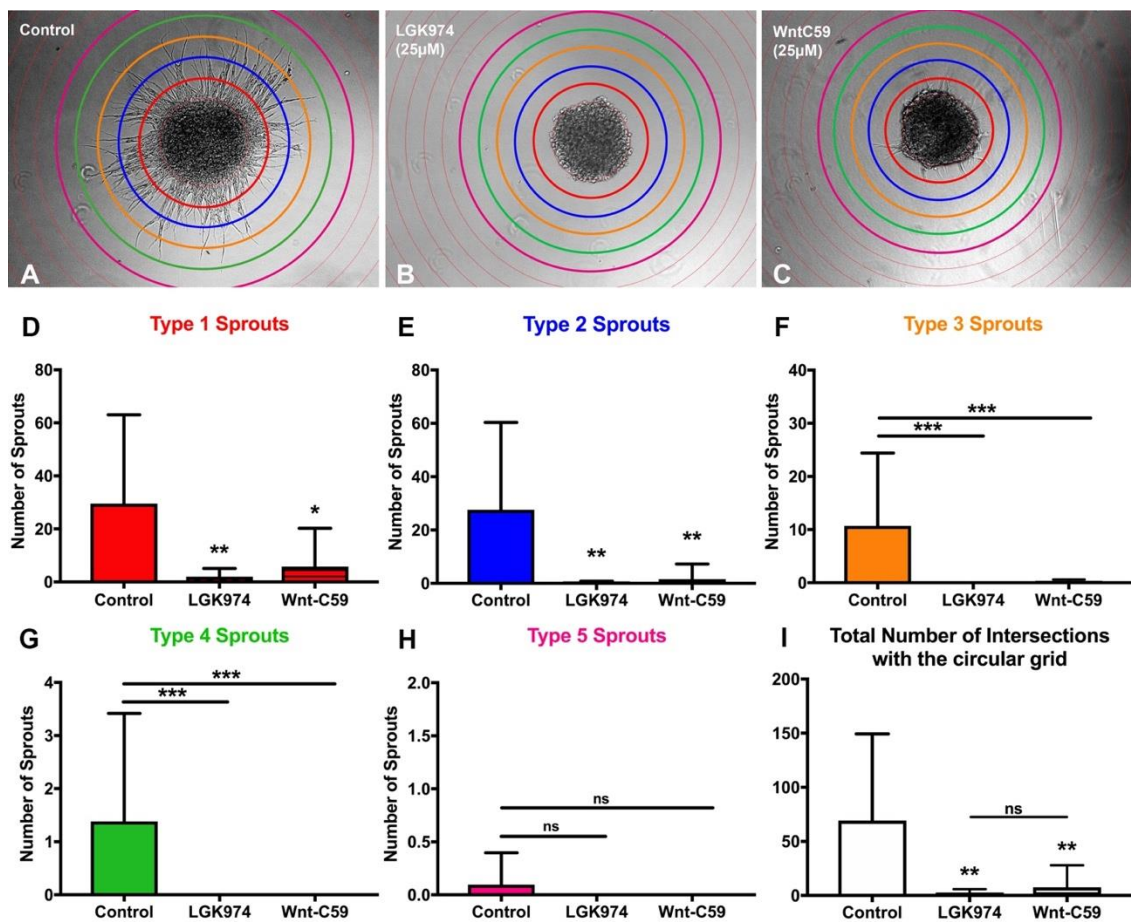 Control
A
LGK974
(25µM)
B
WntC59
(25µM)
C
D
Type 1 Sprouts
Number of Sprouts
80
60
40
20
0
**
*
Control
LGK974
Wnt-C59
E
Type 2 Sprouts
Number of Sprouts
80
60
40
20
0
**
**
Control
LGK974
Wnt-C59
F
Type 3 Sprouts
Number of Sprouts
40
30
20
10
0
***
***
Control
LGK974
Wnt-C59
G
Type 4 Sprouts
Number of Sprouts
4
3
2
1
0
***
***
Control
LGK974
Wnt-C59
H
Type 5 Sprouts
Number of Sprouts
2.0
1.5
1.0
0.5
0.0
ns
ns
Control
LGK974
Wnt-C59
I
Total Number of Intersections
with the circular grid
Number of Sprouts
200
150
100
50
0
ns
**
**
Control
LGK974
Wnt-C59